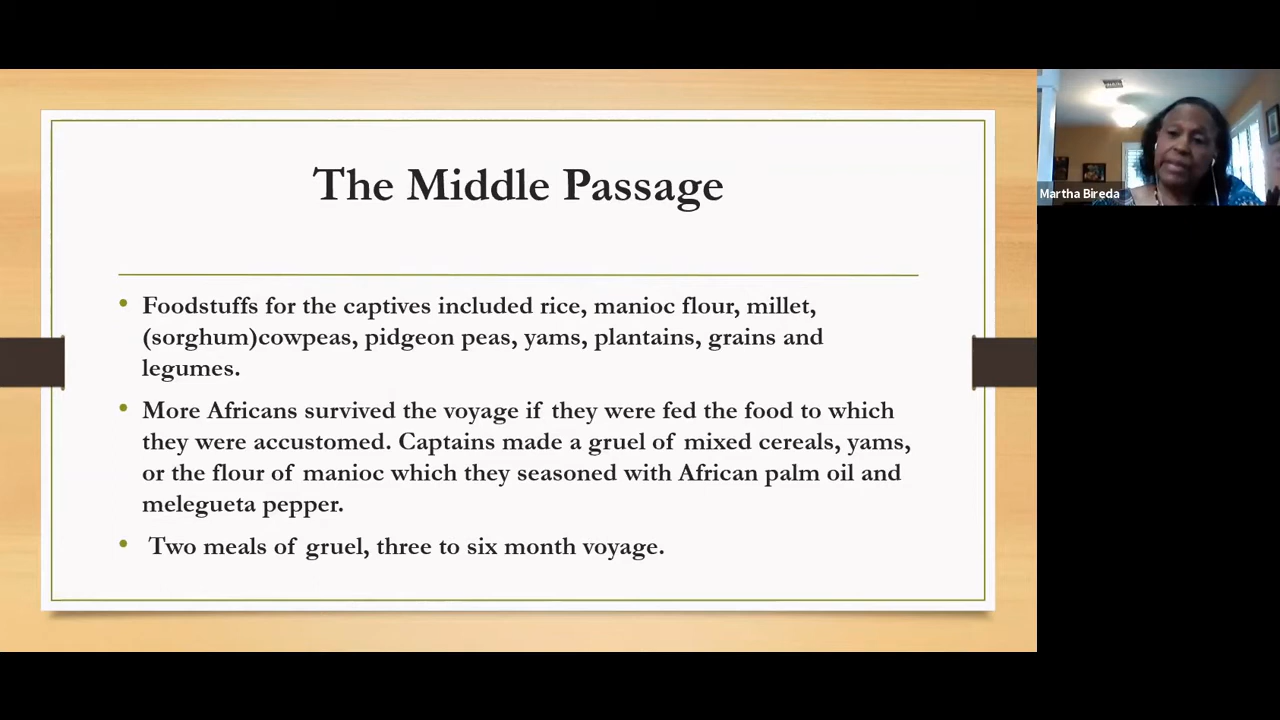 The Middle Passage
• Foodstuffs for the captives included rice, manioc flour, millet,
(sorghum)cowpeas, pidgeon peas, yams, plantains, grains and
legumes.
• More Africans survived the voyage if they were fed the food to which
they were accustomed. Captains made a gruel of mixed cereals, yams,
or the flour of manioc which they seasoned with African palm oil and
melegueta pepper.
• Two meals of gruel, three to six month voyage.
Martha Bireda